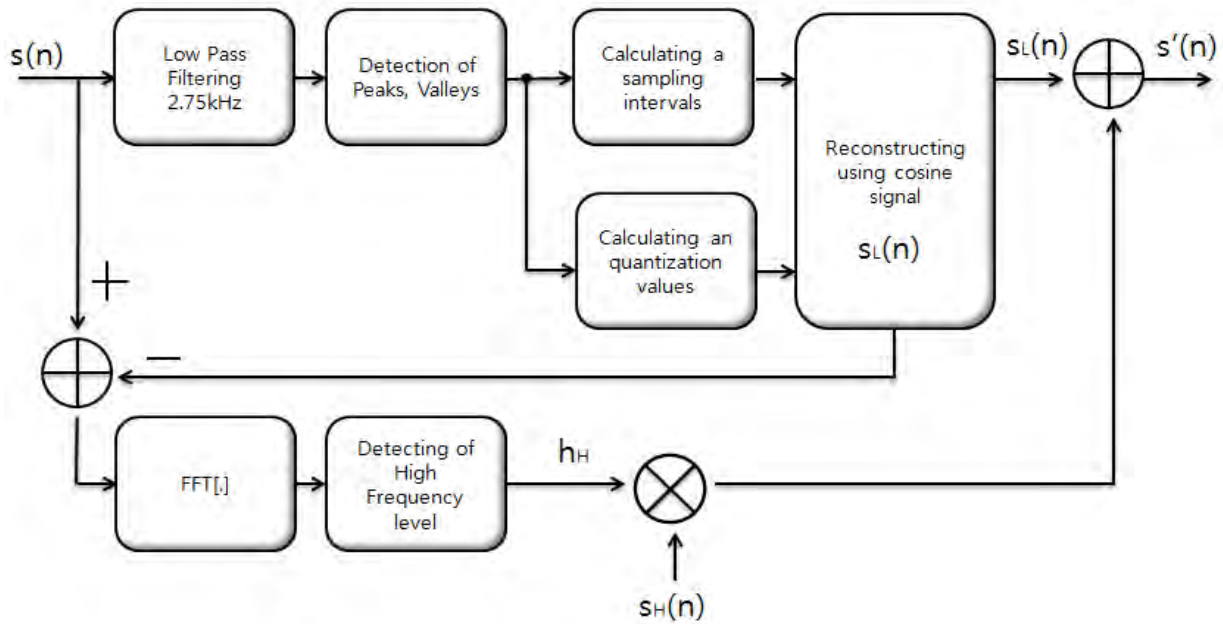 s(n)
Low Pass
Filtering
2.75kHz
Detection of
Peaks, Valleys
Calculating a
sampling
intervals
Calculating an
quantization
values
Reconstructing
using cosine
signal
sL(n)
sL(n)
s'(n)
+
−
FFT[,]
Detecting of
High
Frequency
level
hH
sH(n)